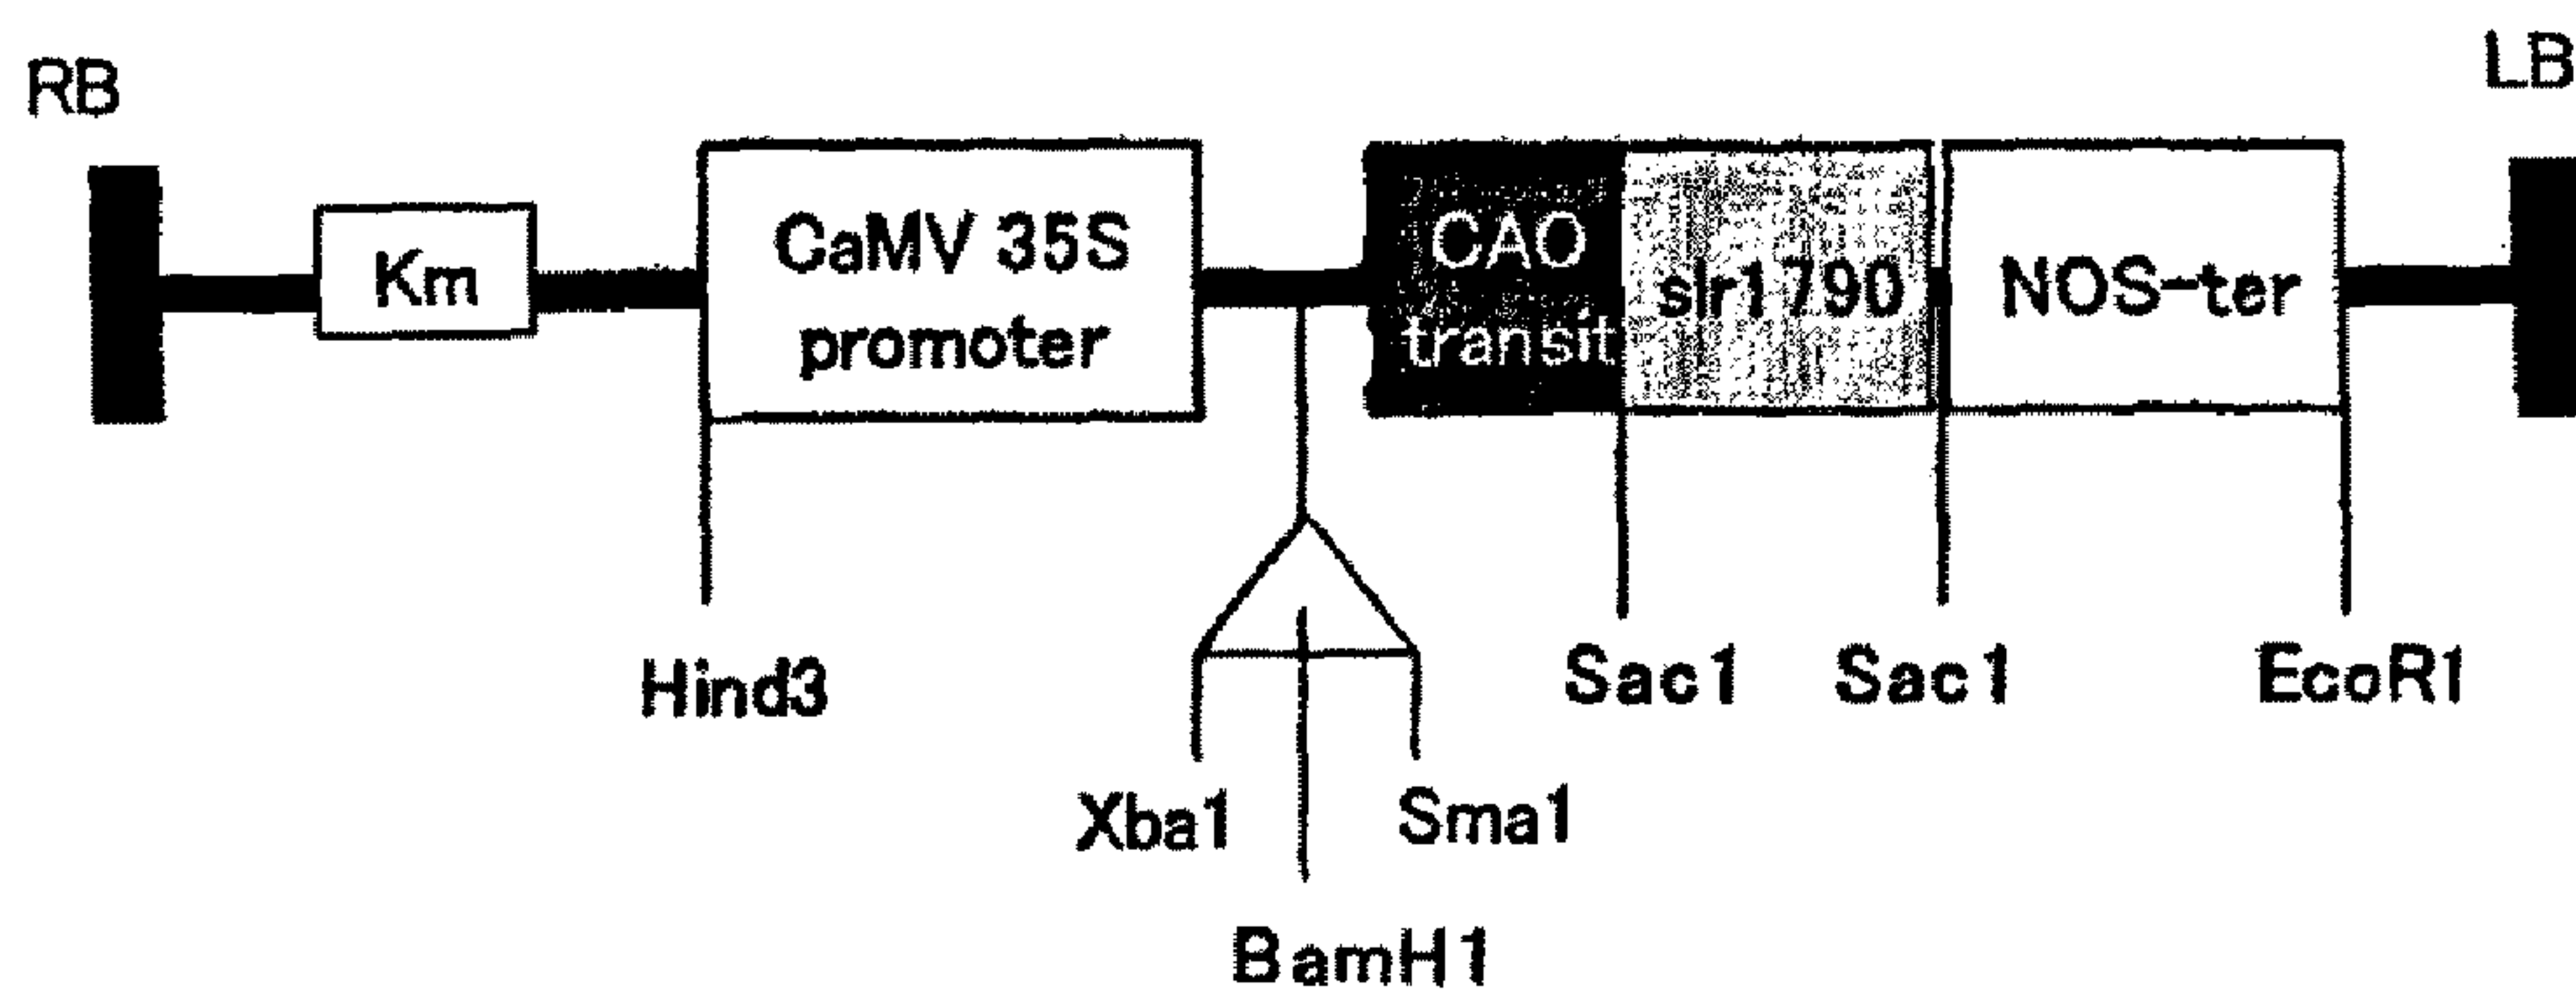 RB
LB
Km
CaMV 35S
promoter
CAO
transit
slr1790
NOS-ter
Hind3
Xba1
BamH1
Sma1
Sac1
Sac1
EcoR1